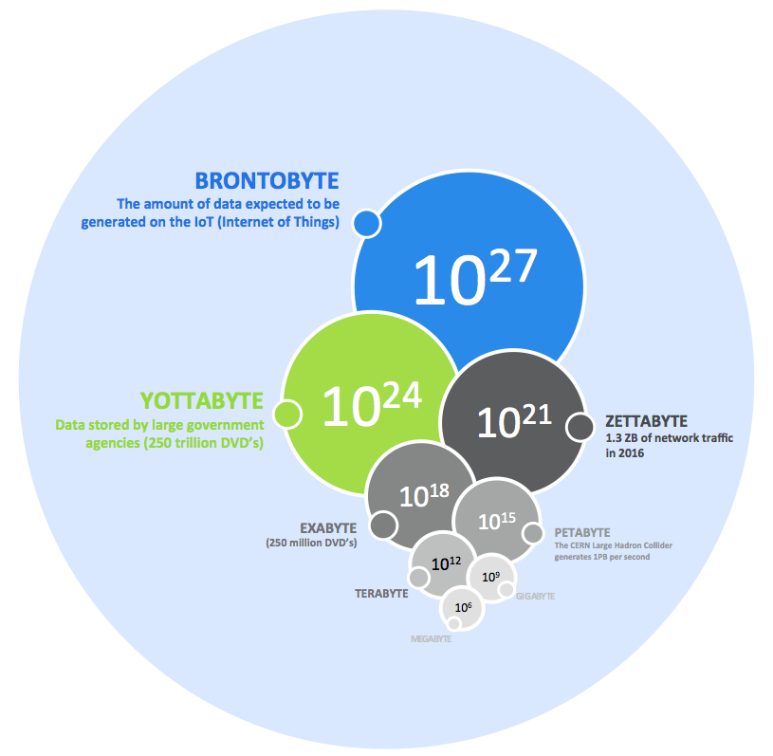 BRONTOBYTE
The amount of data expected to be
generated on the IoT (Internet of Things)
10²⁷
YOTTABYTE
Data stored by large government
agencies (250 trillion DVD's)
10²⁴
10²¹
ZETTABYTE
1.3 ZB of network traffic
in 2016
10¹⁸
EXABYTE
(250 million DVD's)
10¹⁵
PETABYTE
The CERN Large Hadron Collider
generates 1PB per second
10¹²
TERABYTE
10⁹
GIGABYTE
10⁶
MEGABYTE